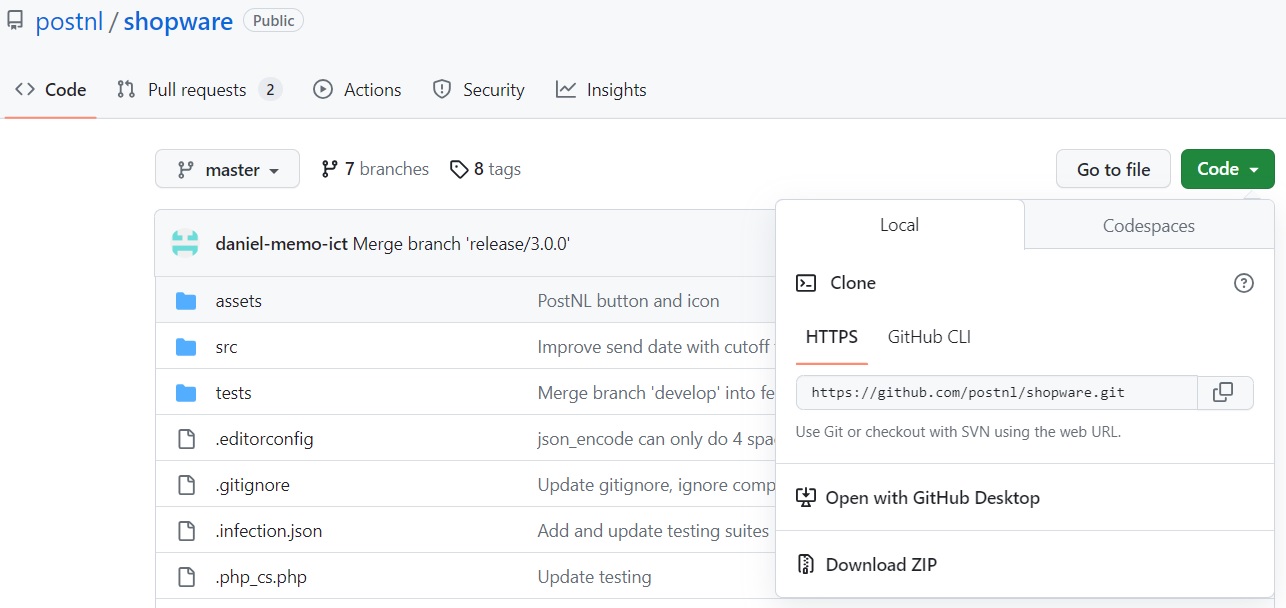 postnl / shopware Public
Code Pull requests 2 Actions Security Insights
master 7 branches 8 tags Go to file Code
Local Codespaces
daniel-memo-ict Merge branch 'release/3.0.0'
Clone
assets PostNL button and icon
HTTPS GitHub CLI
src Improve send date with cutoff
https://github.com/postnl/shopware.git
tests Merge branch 'develop' into fe
Use Git or checkout with SVN using the web URL.
.editorconfig json_encode can only do 4 spa
.gitignore Update gitignore, ignore comp
Open with GitHub Desktop
.infection.json Add and update testing suites
Download ZIP
.php_cs.php Update testing